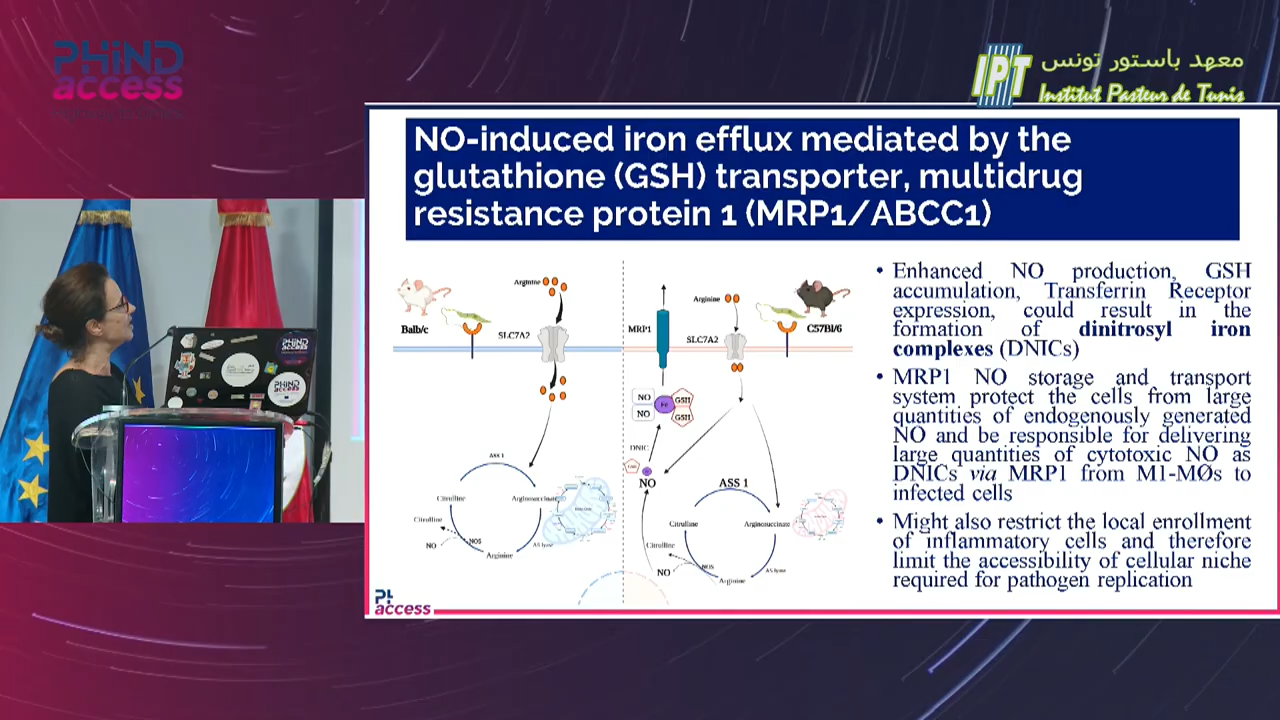 PHIND
access
معهد باستور تونس
IPT
Institut Pasteur de Tunis
NO-induced iron efflux mediated by the
glutathione (GSH) transporter, multidrug
resistance protein 1 (MRP1/ABCC1)
Arginine
Balb/c
SLC7A2
ASS 1
Citrulline
Arginosuccinate
Citrulline
NO
NOS
AS lyase
Arginine
MRP1
Arginine
SLC7A2
C57Bl/6
NO
NO
Fe
GSH
GSH
DNIC
NO
ASS 1
Citrulline
Arginosuccinate
Citrulline
NO
NOS
AS lyase
Arginine
• Enhanced NO production, GSH
accumulation, Transferrin Receptor
expression, could result in the
formation of dinitrosyl iron
complexes (DNICs)
• MRP1 NO storage and transport
system protect the cells from large
quantities of endogenously generated
NO and be responsible for delivering
large quantities of cytotoxic NO as
DNICs via MRP1 from M1-MØs to
infected cells
• Might also restrict the local enrollment
of inflammatory cells and therefore
limit the accessibility of cellular niche
required for pathogen replication
access
PHIND
access
PHIND
access